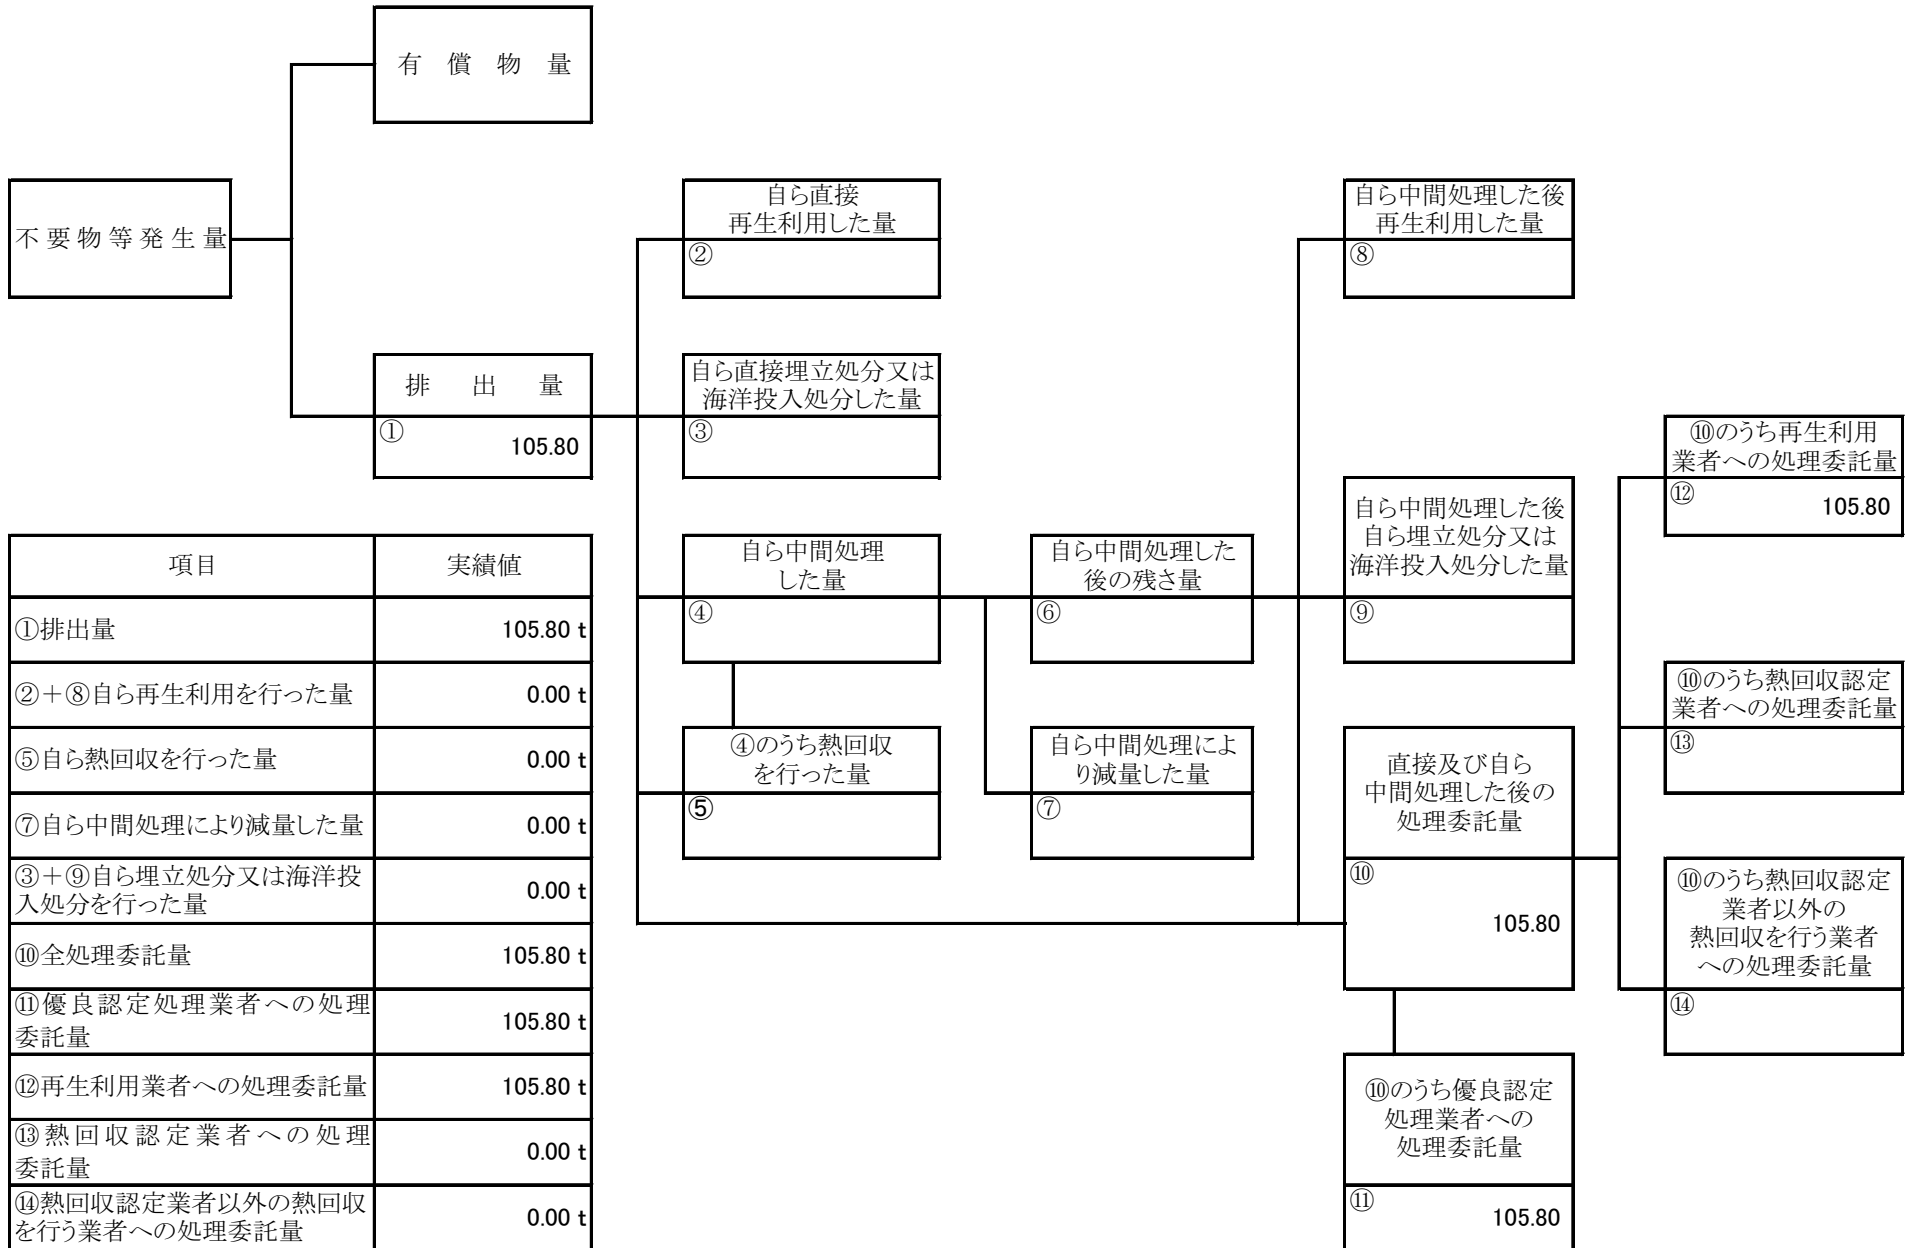 有償物量
不要物等発生量
自ら直接
再生利用した量
②
自ら中間処理した後
再生利用した量
⑧
排出量
①
105.80
自ら直接埋立処分又は
海洋投入処分した量
③
⑩のうち再生利用
業者への処理委託量
⑫
105.80
自ら中間処理
した量
④
自ら中間処理した
後の残さ量
⑥
自ら中間処理した後
自ら埋立処分又は
海洋投入処分した量
⑨
④のうち熱回収
を行った量
⑤
自ら中間処理によ
り減量した量
⑦
直接及び自ら
中間処理した後の
処理委託量
⑩
105.80
⑩のうち熱回収認定
業者への処理委託量
⑬
⑩のうち熱回収認定
業者以外の
熱回収を行う業者
への処理委託量
⑭
⑩のうち優良認定
処理業者への
処理委託量
⑪
105.80
項目 実績値
①排出量 105.80 t
②+⑧自ら再生利用を行った量 0.00 t
⑤自ら熱回収を行った量 0.00 t
⑦自ら中間処理により減量した量 0.00 t
③+⑨自ら埋立処分又は海洋投
入処分を行った量 0.00 t
⑩全処理委託量 105.80 t
⑪優良認定処理業者への処理
委託量 105.80 t
⑫再生利用業者への処理委託量 105.80 t
⑬熱回収認定業者への処理
委託量 0.00 t
⑭熱回収認定業者以外の熱回収
を行う業者への処理委託量 0.00 t